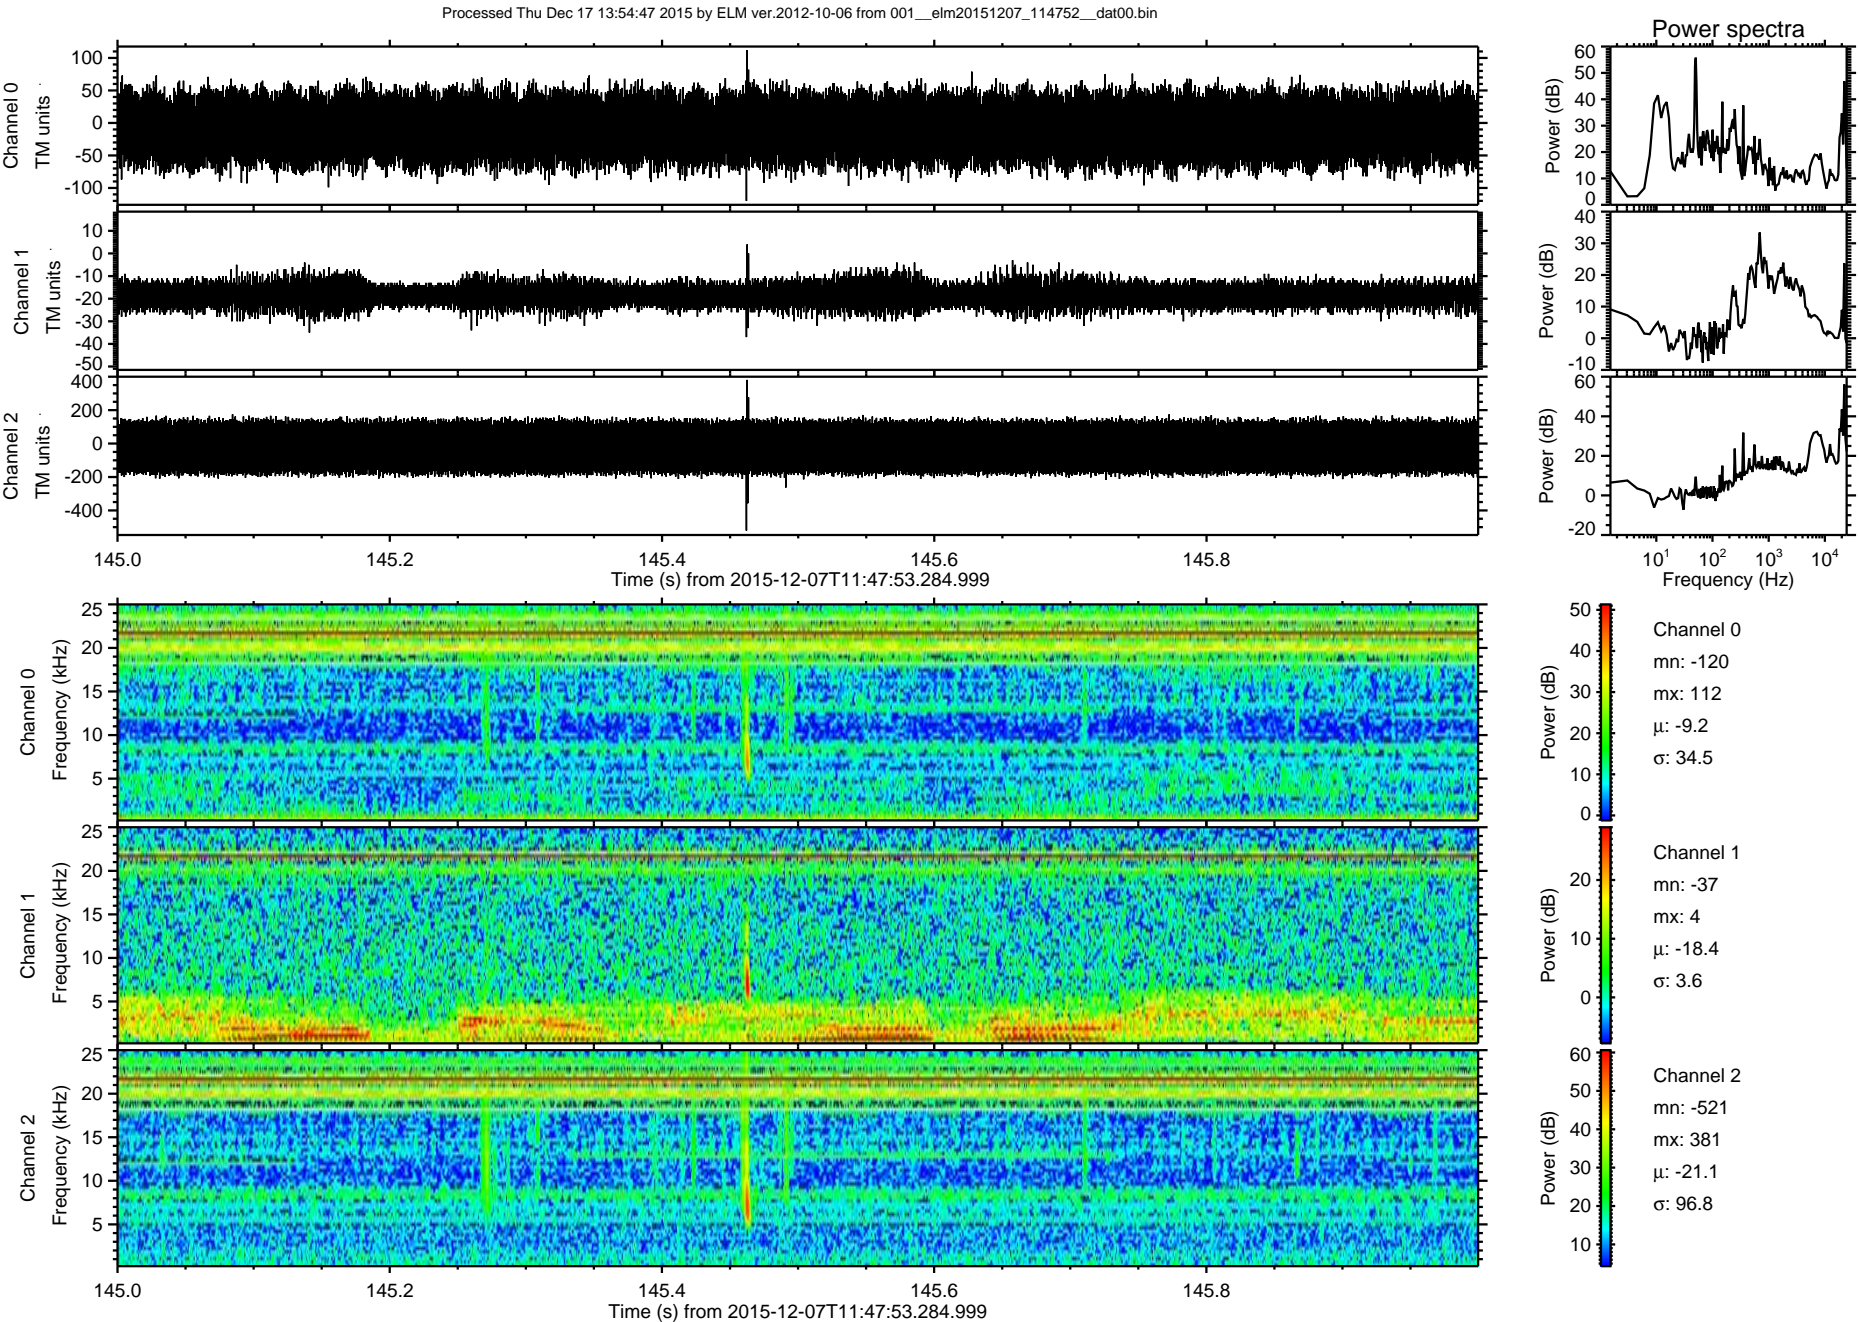 Processed Thu Dec 17 13:54:47 2015 by ELM ver.2012-10-06 from 001__elm20151207_114752__dat00.bin
Power spectra
Channel 0
TM units
100
50
0
-50
-100
Power (dB)
60
50
40
30
20
10
0
Channel 1
TM units
10
0
-10
-20
-30
-40
-50
Power (dB)
40
30
20
10
0
-10
Channel 2
TM units
400
200
0
-200
-400
Power (dB)
60
40
20
0
-20
145.0 145.2 145.4 145.6 145.8
Time (s) from 2015-12-07T11:47:53.284.999
10^1 10^2 10^3 10^4
Frequency (Hz)
Channel 0
Frequency (kHz)
25
20
15
10
5
Power (dB)
50
40
30
20
10
0
Channel 0
mn: -120
mx: 112
μ: -9.2
σ: 34.5
Channel 1
Frequency (kHz)
25
20
15
10
5
Power (dB)
20
10
0
Channel 1
mn: -37
mx: 4
μ: -18.4
σ: 3.6
Channel 2
Frequency (kHz)
25
20
15
10
5
Power (dB)
60
50
40
30
20
10
Channel 2
mn: -521
mx: 381
μ: -21.1
σ: 96.8
145.0 145.2 145.4 145.6 145.8
Time (s) from 2015-12-07T11:47:53.284.999